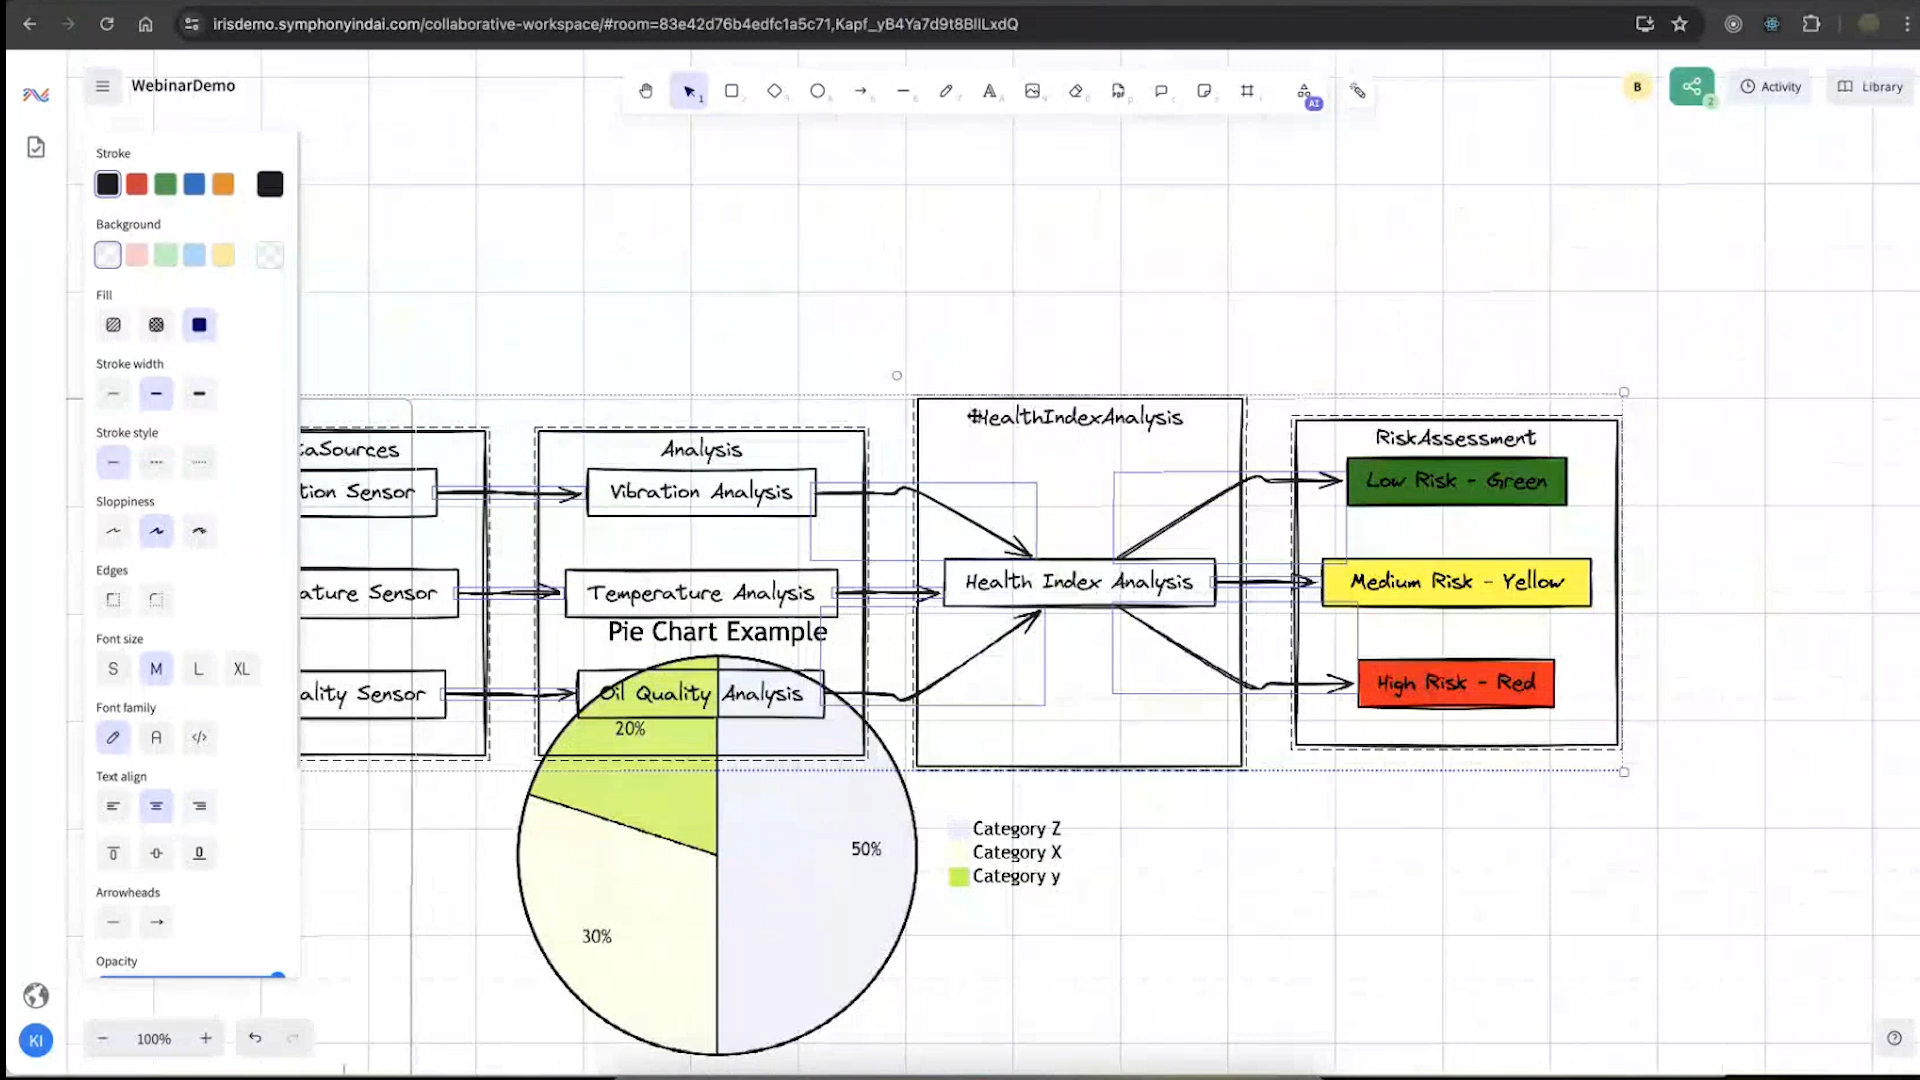 irisdemo.symphonyindai.com/collaborative-workspace/#room=83e42d76b4edfc1a5c71,Kapf_yB4Ya7d9t8BlILxdQ
WebinarDemo
B
2
Activity
Library
AI
Stroke
Background
Fill
Stroke width
Stroke style
Sloppiness
Edges
Font size
S M L XL
Font family
Text align
Arrowheads
Opacity
100%
KI
taSources
tion Sensor
ature Sensor
ality Sensor
Analysis
Vibration Analysis
Temperature Analysis
Oil Quality Analysis
HealthIndexAnalysis
Health Index Analysis
RiskAssessment
Low Risk - Green
Medium Risk - Yellow
High Risk - Red
Pie Chart Example
20%
50%
30%
Category Z
Category X
Category y